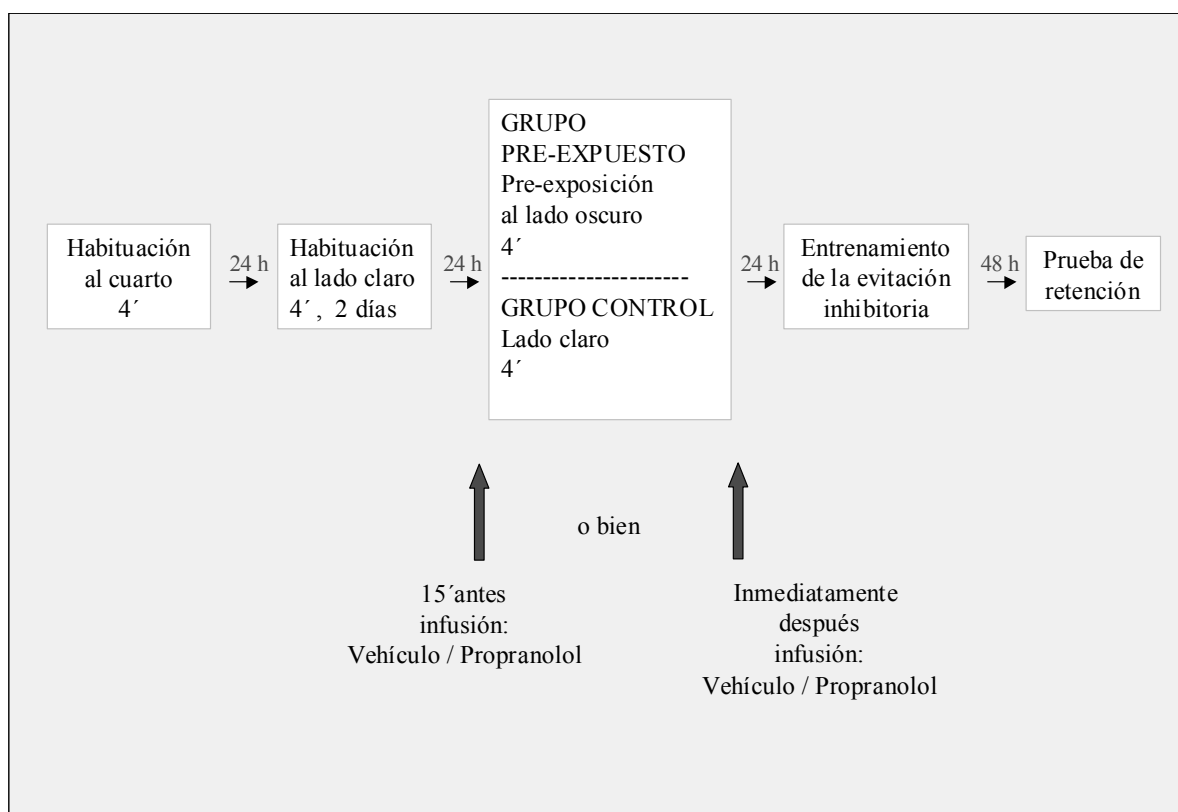 GRUPO
PRE-EXPUESTO
Pre-exposición
al lado oscuro
4´
-----------------------
GRUPO CONTROL
Lado claro
4´
Habituación
al cuarto
4´
24 h
Habituación
al lado claro
4´, 2 días
24 h
24 h
Entrenamiento
de la evitación
inhibitoria
48 h
Prueba de
retención
o bien
15´antes
infusión:
Vehículo / Propranolol
Inmediatamente
después
infusión:
Vehículo / Propranolol